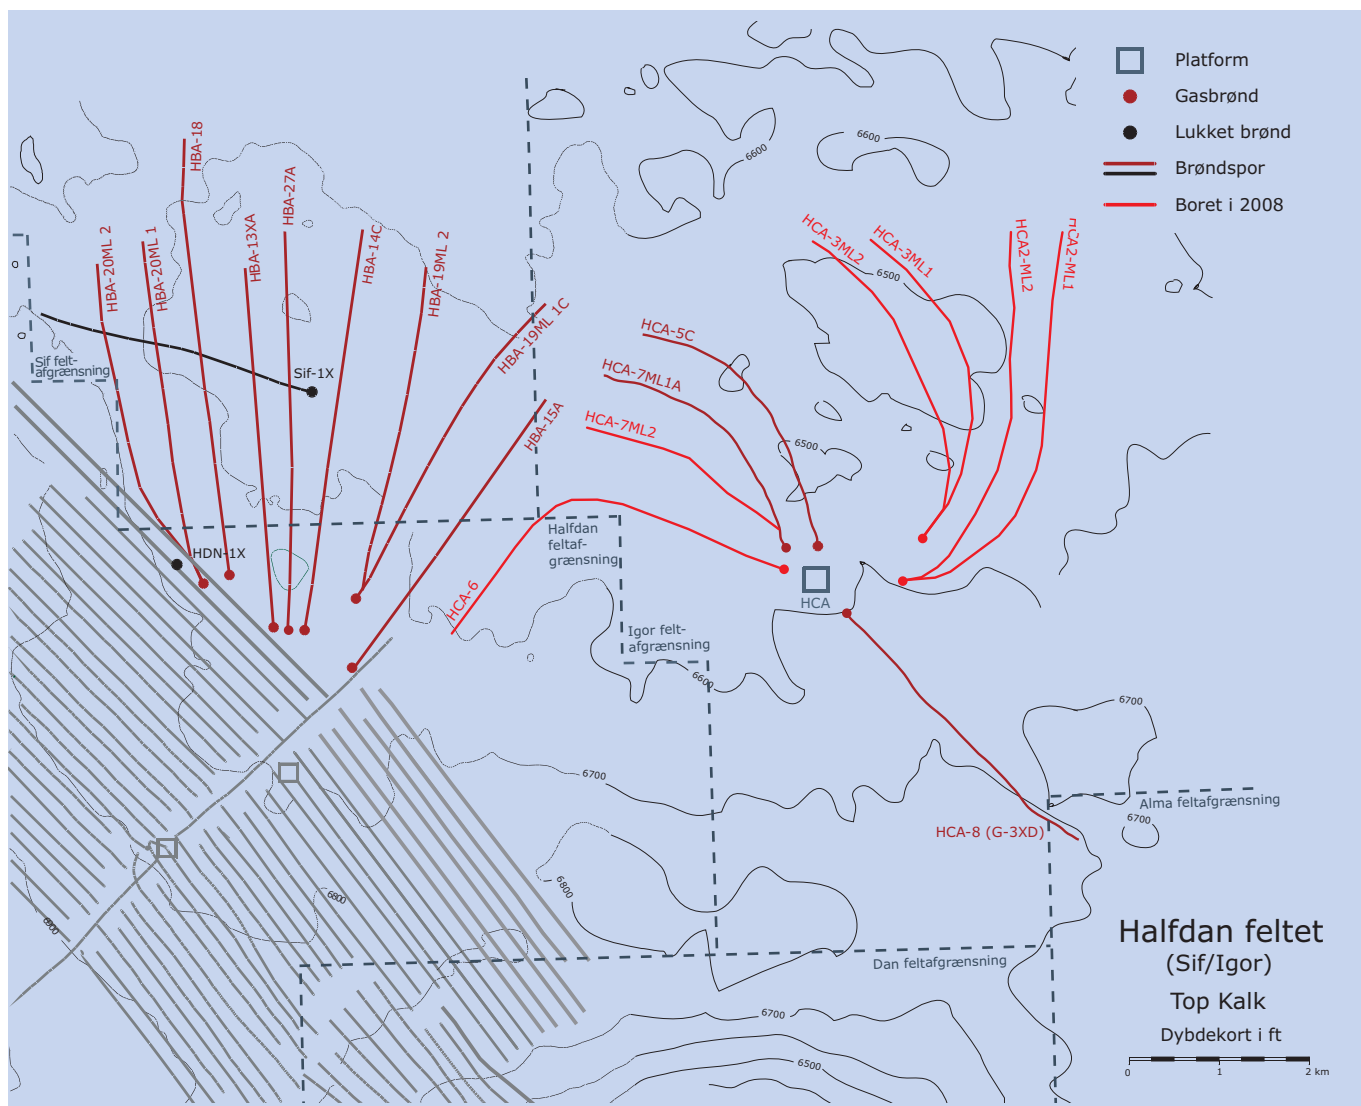 Platform
Gasbrønd
Lukket brønd
Brøndspor
Boret i 2008
HBA-20ML 2
HBA-20ML 1
HBA-18
HBA-13XA
HBA-27A
HBA-14C
HBA-19ML 2
HBA-19ML 1C
HBA-15A
Sif-1X
Sif felt-
afgrænsning
HDN-1X
HCA-6
HCA-5C
HCA-7ML1A
HCA-7ML2
HCA-3ML2
HCA-3ML1
HCA2-ML2
HCA2-ML1
6600
6600
6500
6500
Halfdan
feltaf-
grænsning
HCA
Igor felt-
afgrænsning
6600
6700
6700
6700
Alma feltafgrænsning
HCA-8 (G-3XD)
6800
6800
6900
Dan feltafgrænsning
6700
6500
Halfdan feltet
(Sif/Igor)
Top Kalk
Dybdekort i ft
0 1 2 km